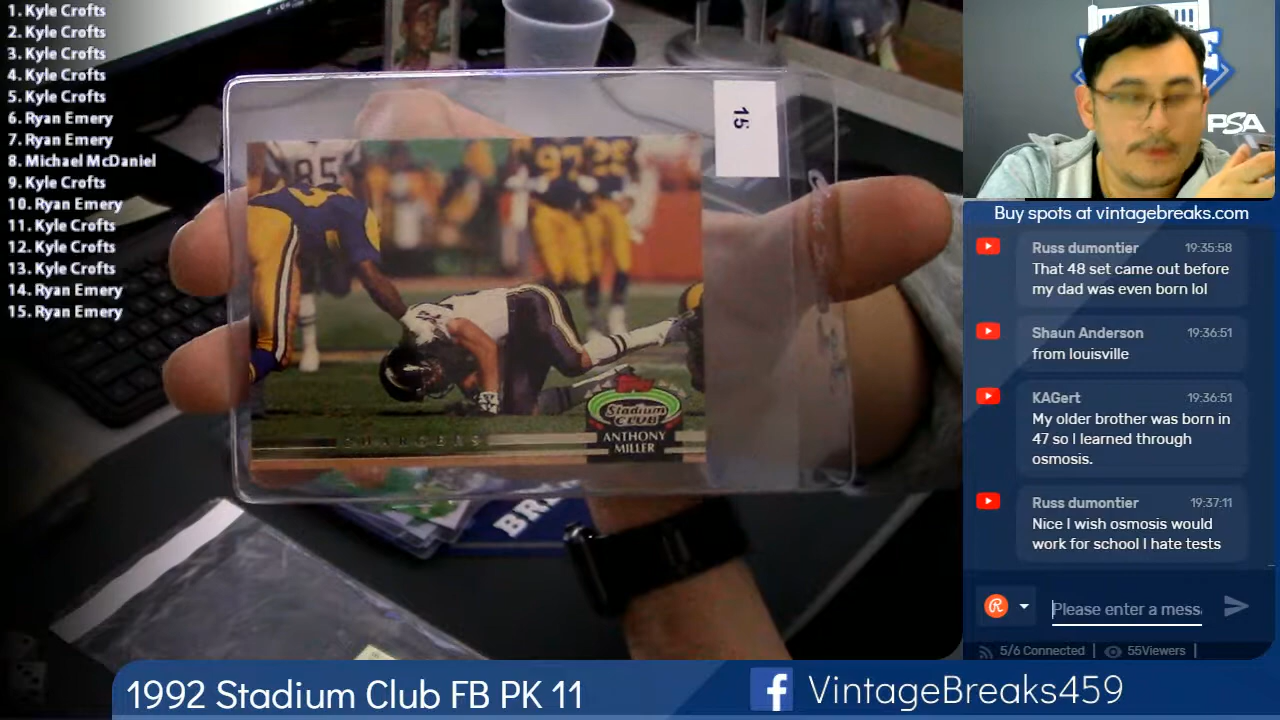 1. Kyle Crofts
2. Kyle Crofts
3. Kyle Crofts
4. Kyle Crofts
5. Kyle Crofts
6. Ryan Emery
7. Ryan Emery
8. Michael McDaniel
9. Kyle Crofts
10. Ryan Emery
11. Kyle Crofts
12. Kyle Crofts
13. Kyle Crofts
14. Ryan Emery
15. Ryan Emery
15
85
97
CHARGERS
Topps
Stadium
CLUB
ANTHONY
MILLER
BR
PSA
Buy spots at vintagebreaks.com
Russ dumontier 19:35:58
That 48 set came out before
my dad was even born lol
Shaun Anderson 19:36:51
from louisville
KAGert 19:36:51
My older brother was born in
47 so I learned through
osmosis.
Russ dumontier 19:37:11
Nice I wish osmosis would
work for school I hate tests
Please enter a messa
5/6 Connected | 55Viewers |
1992 Stadium Club FB PK 11
VintageBreaks459